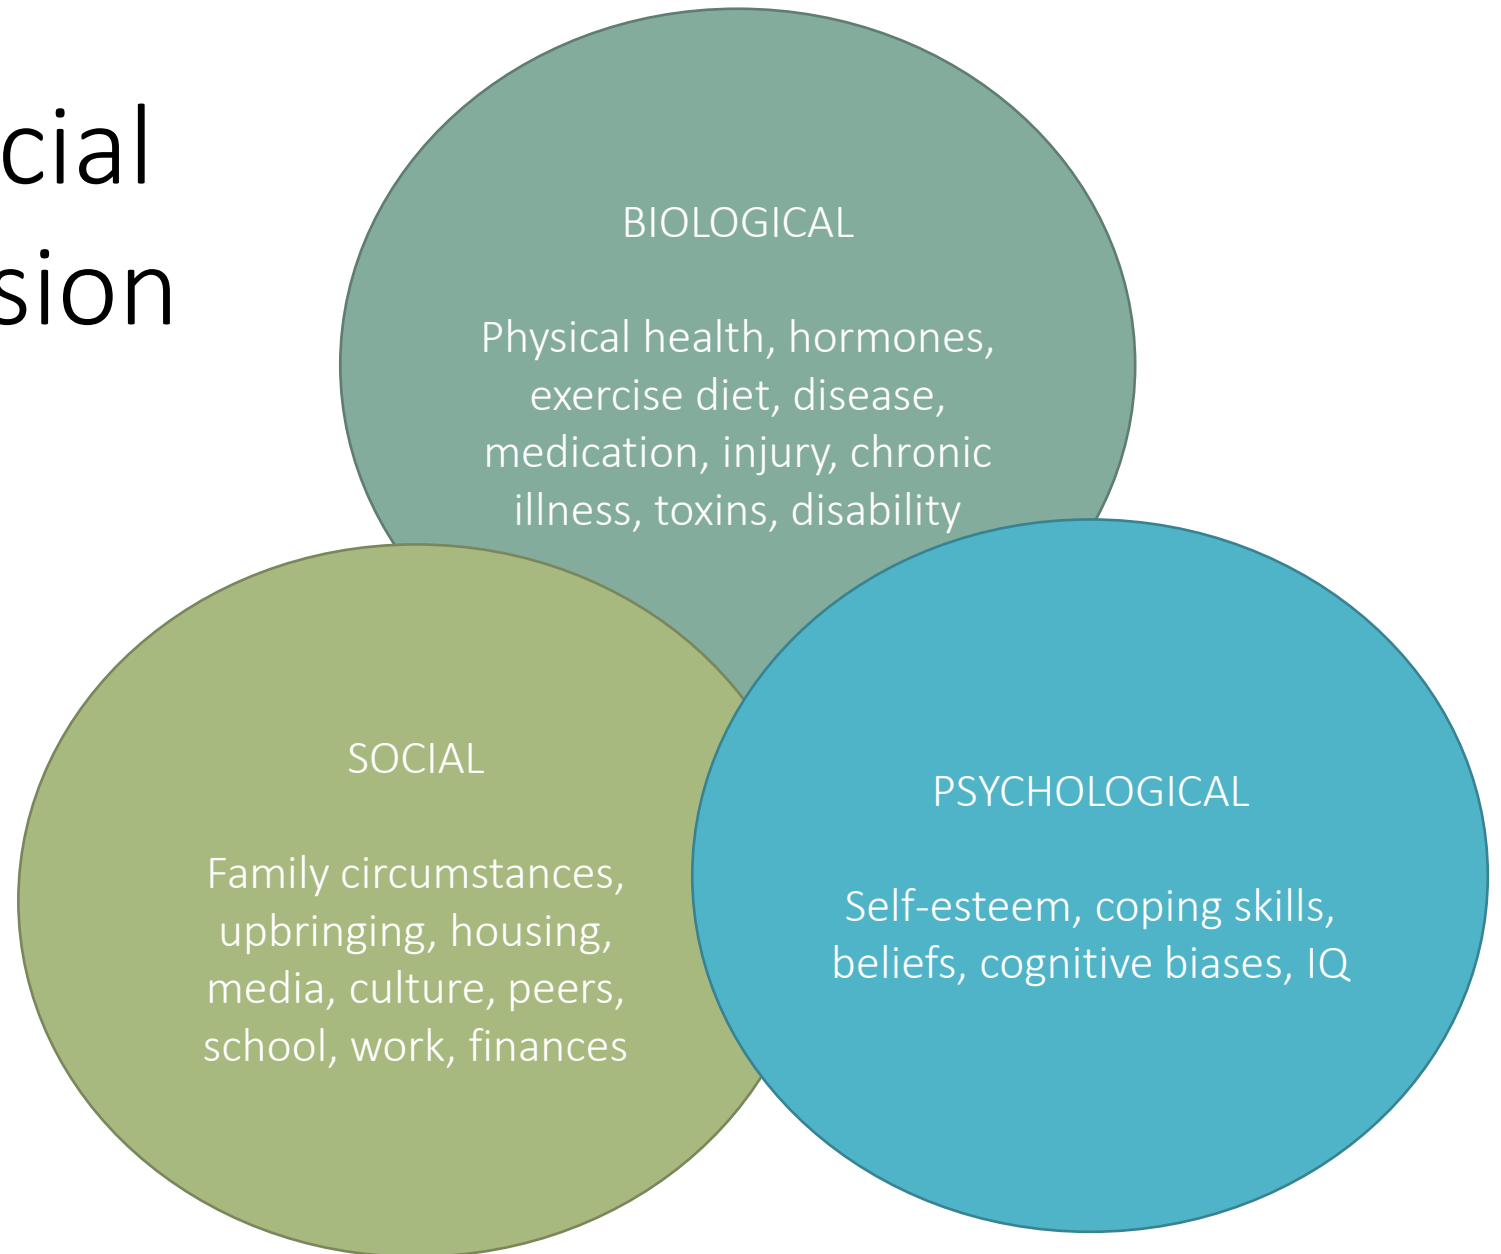 cial
sion
BIOLOGICAL
Physical health, hormones,
exercise diet, disease,
medication, injury, chronic
illness, toxins, disability
SOCIAL
Family circumstances,
upbringing, housing,
media, culture, peers,
school, work, finances
PSYCHOLOGICAL
Self-esteem, coping skills,
beliefs, cognitive biases, IQ